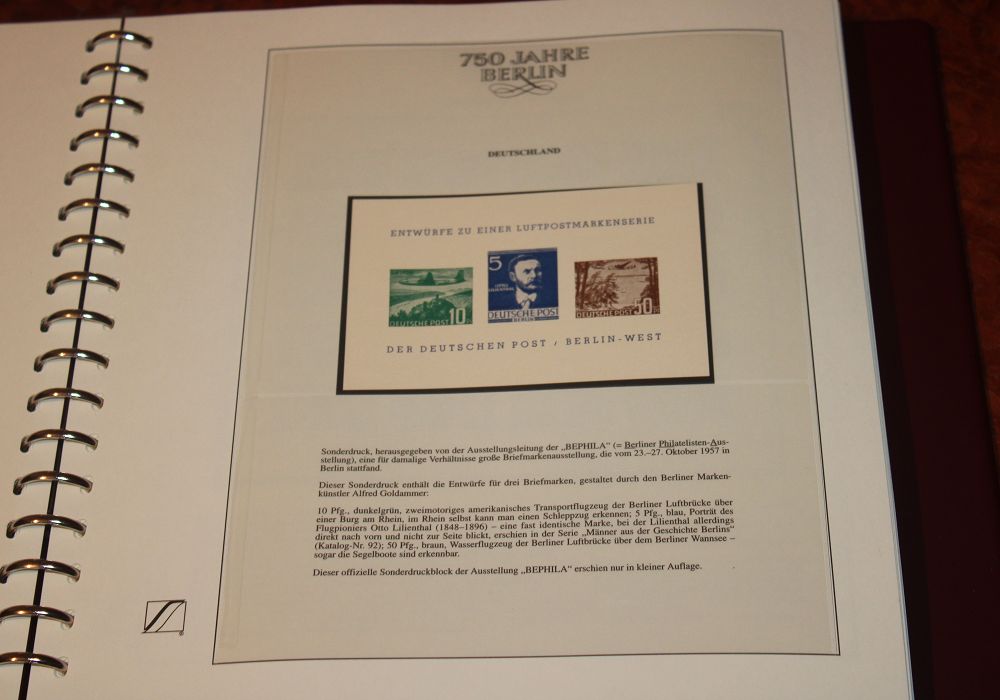 750 JAHRE
BERLIN
DEUTSCHLAND
ENTWÜRFE ZU EINER LUFTPOSTMARKENSERIE
DEUTSCHE POST 10
5
OTTO
LILIENTHAL
DEUTSCHE POST
BERLIN
DEUTSCHE POST 50
DER DEUTSCHEN POST / BERLIN-WEST
Sonderdruck, herausgegeben von der Ausstellungsleitung der „BEPHILA“ (= Berliner Philatelisten-Aus-
stellung), eine für damalige Verhältnisse große Briefmarkenausstellung, die vom 23.–27. Oktober 1957 in
Berlin stattfand.
Dieser Sonderdruck enthält die Entwürfe für drei Briefmarken, gestaltet durch den Berliner Marken-
künstler Alfred Goldammer:
10 Pfg., dunkelgrün, zweimotoriges amerikanisches Transportflugzeug der Berliner Luftbrücke über
einer Burg am Rhein, im Rhein selbst kann man einen Schleppzug erkennen; 5 Pfg., blau, Porträt des
Flugpioniers Otto Lilienthal (1848–1896) – eine fast identische Marke, bei der Lilienthal allerdings
direkt nach vorn und nicht zur Seite blickt, erschien in der Serie „Männer aus der Geschichte Berlins“
(Katalog-Nr. 92); 50 Pfg., braun, Wasserflugzeug der Berliner Luftbrücke über dem Berliner Wannsee –
sogar die Segelboote sind erkennbar.
Dieser offizielle Sonderdruckblock der Ausstellung „BEPHILA“ erschien nur in kleiner Auflage.